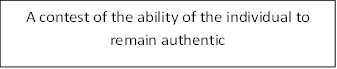 A contest of the ability of the individual to
remain authentic